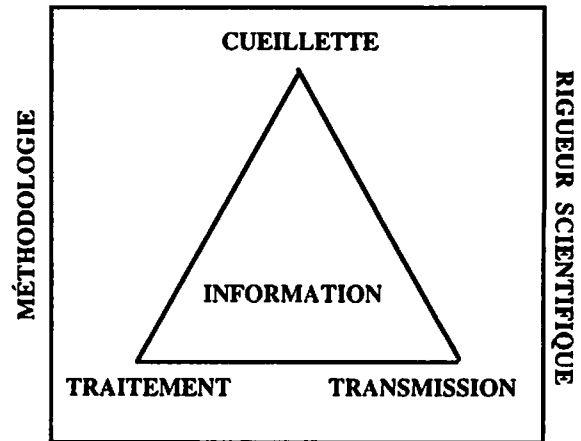 CUEILLETTE
MÉTHODOLOGIE
RIGUEUR SCIENTIFIQUE
INFORMATION
TRAITEMENT
TRANSMISSION